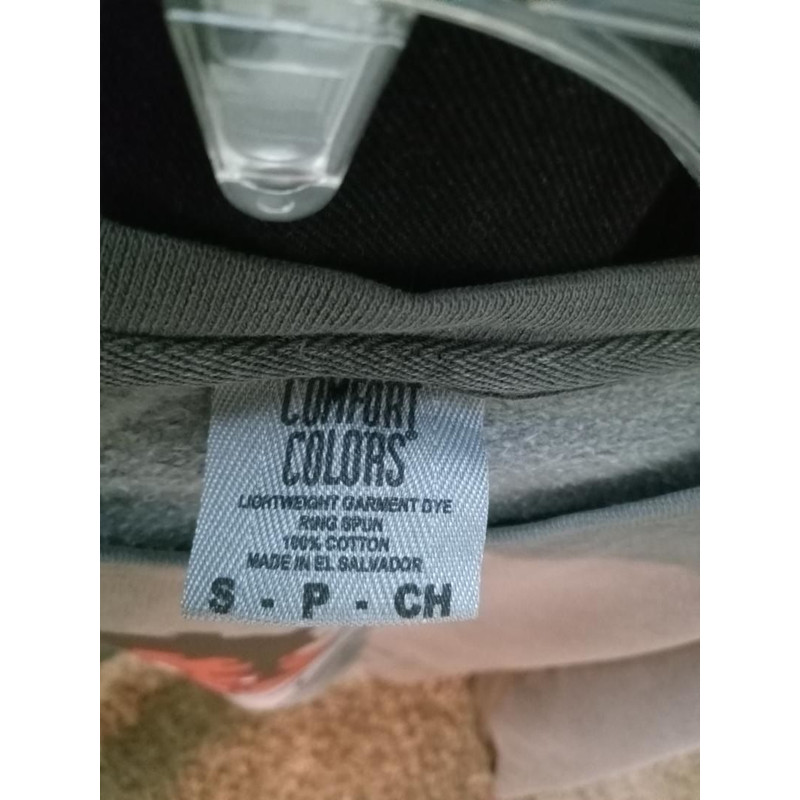 COMFORT
COLORS®
LIGHTWEIGHT GARMENT DYE
RING SPUN
100% COTTON
MADE IN EL SALVADOR
S - P - CH